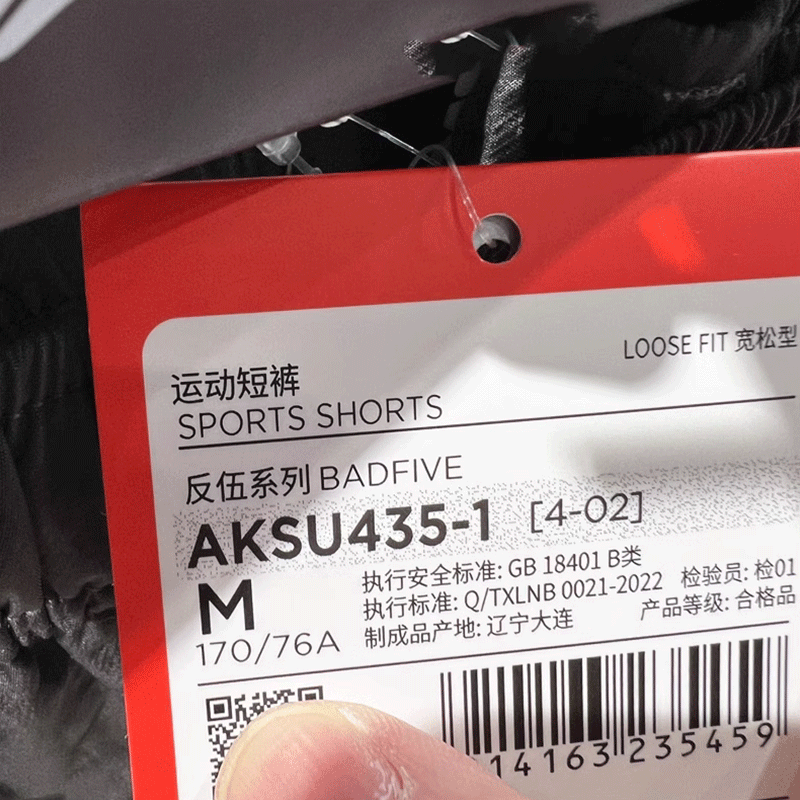 LOOSE FIT 宽松型
运动短裤
SPORTS SHORTS
反伍系列 BADFIVE
AKSU435-1 [4-02]
M
170/76A
执行安全标准: GB 18401 B类
执行标准: Q/TXLNB 0021-2022 检验员: 检01
制成品产地: 辽宁大连 产品等级: 合格品
14163 235459